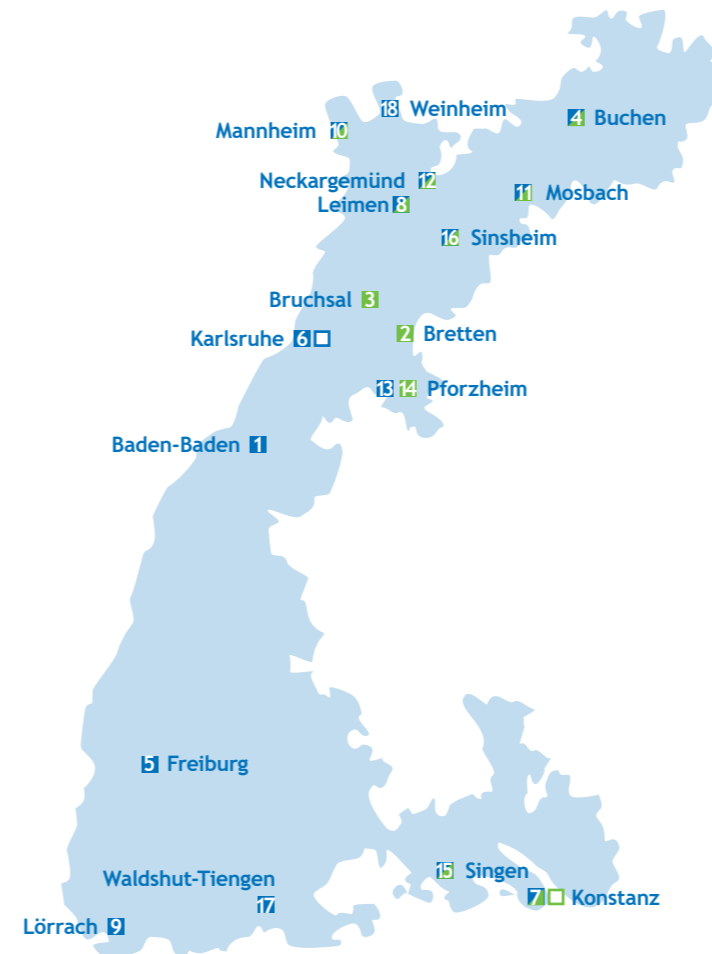 18 Weinheim
4 Buchen
Mannheim 10
Neckargemünd 12
11 Mosbach
Leimen 8
16 Sinsheim
Bruchsal 3
2 Bretten
Karlsruhe 6
13 14 Pforzheim
Baden-Baden 1
5 Freiburg
15 Singen
Waldshut-Tiengen
17
7 Konstanz
Lörrach 9